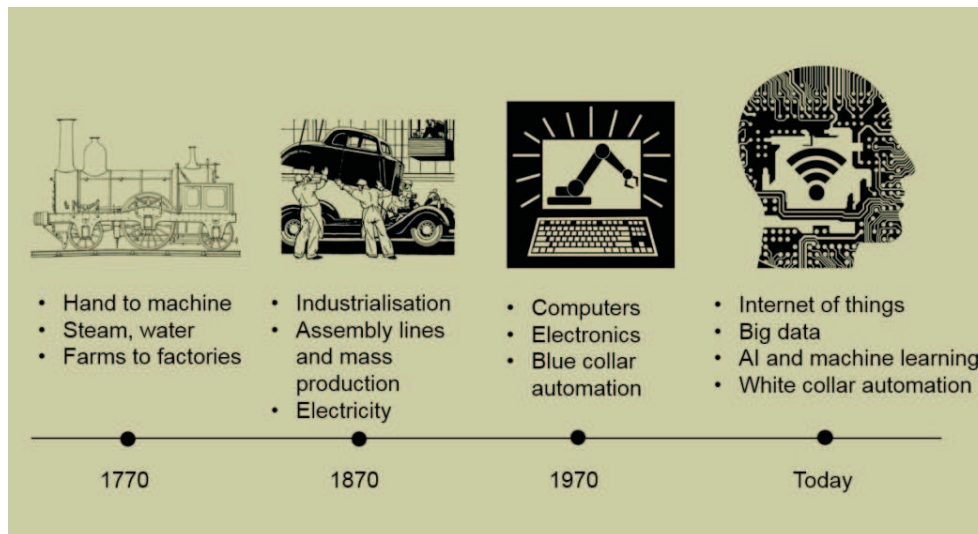 • Hand to machine
• Steam, water
• Farms to factories
• Industrialisation
• Assembly lines
and mass
production
• Electricity
• Computers
• Electronics
• Blue collar
automation
• Internet of things
• Big data
• AI and machine learning
• White collar automation
1770
1870
1970
Today